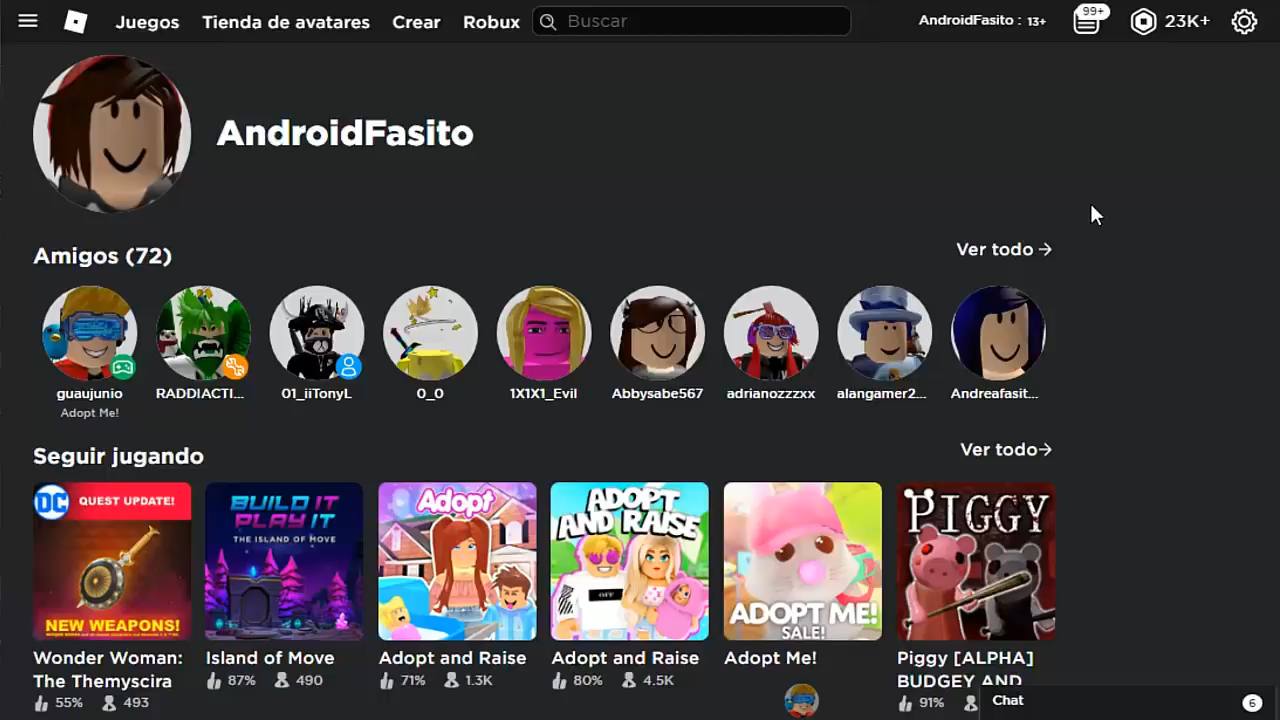 Juegos Tienda de avatares Crear Robux Buscar AndroidFasito : 13+ 99+ 23K+
AndroidFasito
Amigos (72) Ver todo →
guaujunio RADDIACTI... 01_iiTonyL 0_0 1X1X1_Evil Abbysabe567 adrianozzzxx alangamer2... Andreafasit...
Adopt Me!
Seguir jugando Ver todo→
DC QUEST UPDATE!
NEW WEAPONS!
BUILD IT
PLAY IT
THE ISLAND OF MOVE
Adopt
ADOPT
AND RAISE
OFF
ADOPT ME!
SALE!
PIGGY
Wonder Woman: Island of Move Adopt and Raise Adopt and Raise Adopt Me! Piggy [ALPHA]
The Themyscira 87% 490 71% 1.3K 80% 4.5K BUDGEY AND
55% 493 91% Chat 6